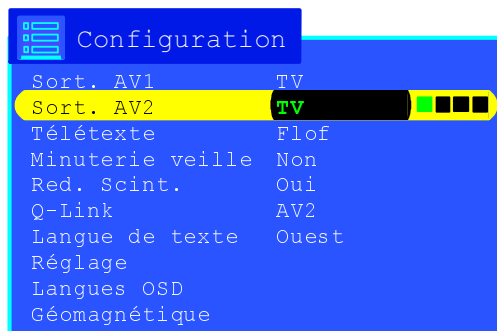 Configuration
Sort. AV1 TV
Sort. AV2 TV
Télétexte Flof
Minuterie veille Non
Red. Scint. Oui
Q-Link AV2
Langue de texte Ouest
Réglage
Langues OSD
Géomagnétique